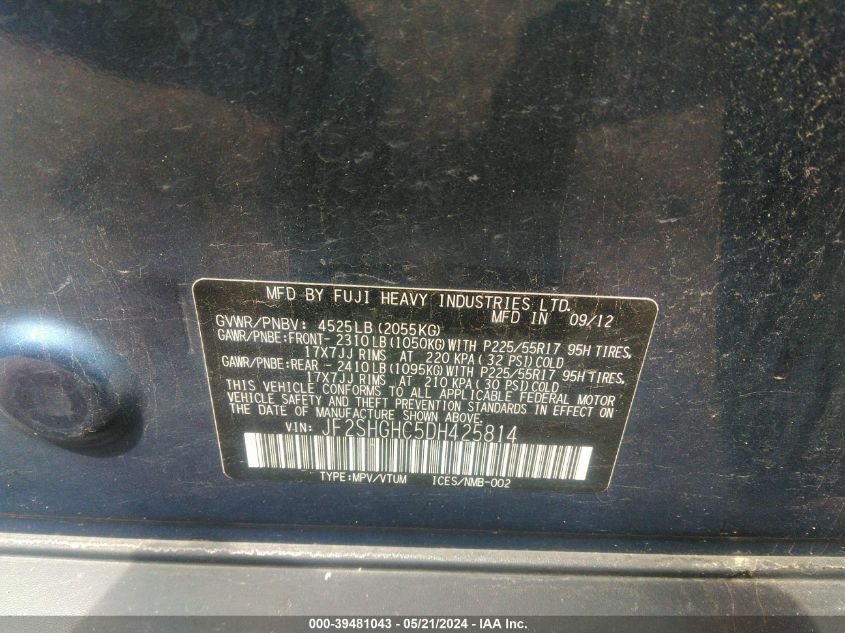 MFD BY FUJI HEAVY INDUSTRIES LTD.
MFD IN 09/12
GVWR/PNBV: 4525LB(2055KG)
GAWR/PNBE:FRONT- 2310LB(1050KG)WITH P225/55R17 95H TIRES,
17X7JJ RIMS AT 220 KPA(32 PSI)COLD
GAWR/PNBE:REAR - 2410LB(1095KG)WITH P225/55R17 95H TIRES,
17X7JJ RIMS AT 210 KPA(30 PSI)COLD
THIS VEHICLE CONFORMS TO ALL APPLICABLE FEDERAL MOTOR
VEHICLE SAFETY AND THEFT PREVENTION STANDARDS IN EFFECT ON
THE DATE OF MANUFACTURE SHOWN ABOVE.
VIN: JF2SHGHC5DH425814
TYPE:MPV/VTUM ICES/NMB-002
000-39481043 - 05/21/2024 - IAA Inc.